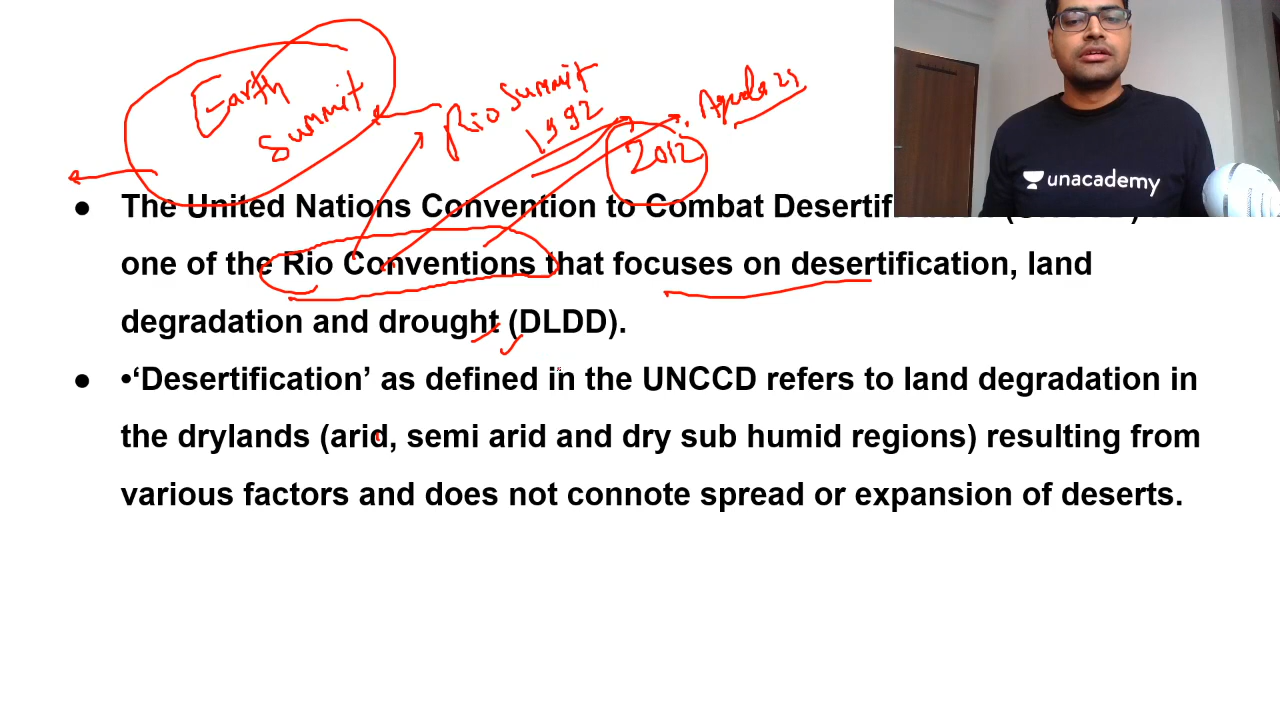 Earth
Summit
Rio Summit
1992
2012
Agenda 21
unacademy
● The United Nations Convention to Combat
one of the Rio Conventions that focuses on desertification, land
degradation and drought (DLDD).
● •‘Desertification’ as defined in the UNCCD refers to land degradation in
the drylands (arid, semi arid and dry sub humid regions) resulting from
various factors and does not connote spread or expansion of deserts.